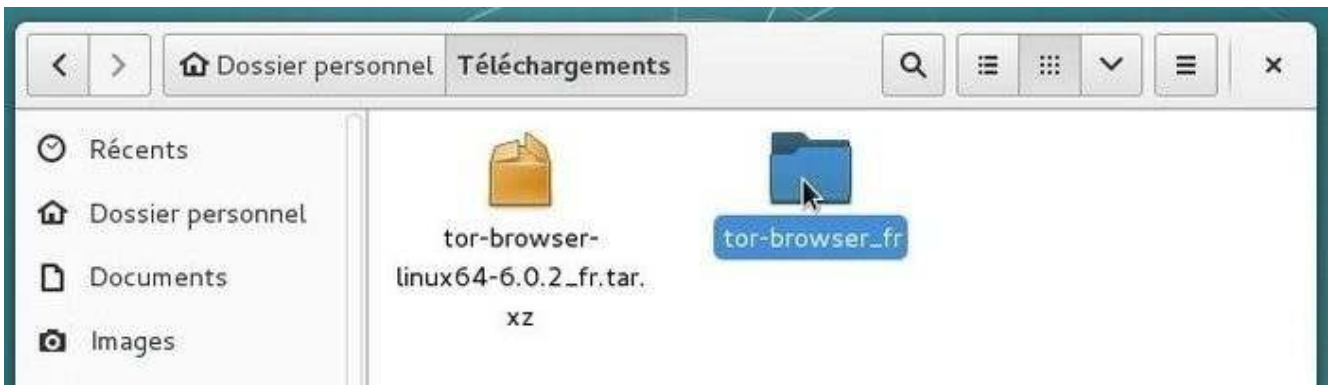 Dossier personnel Téléchargements
Récents
Dossier personnel
Documents
Images
tor-browser-
linux64-6.0.2_fr.tar.
xz
tor-browser_fr